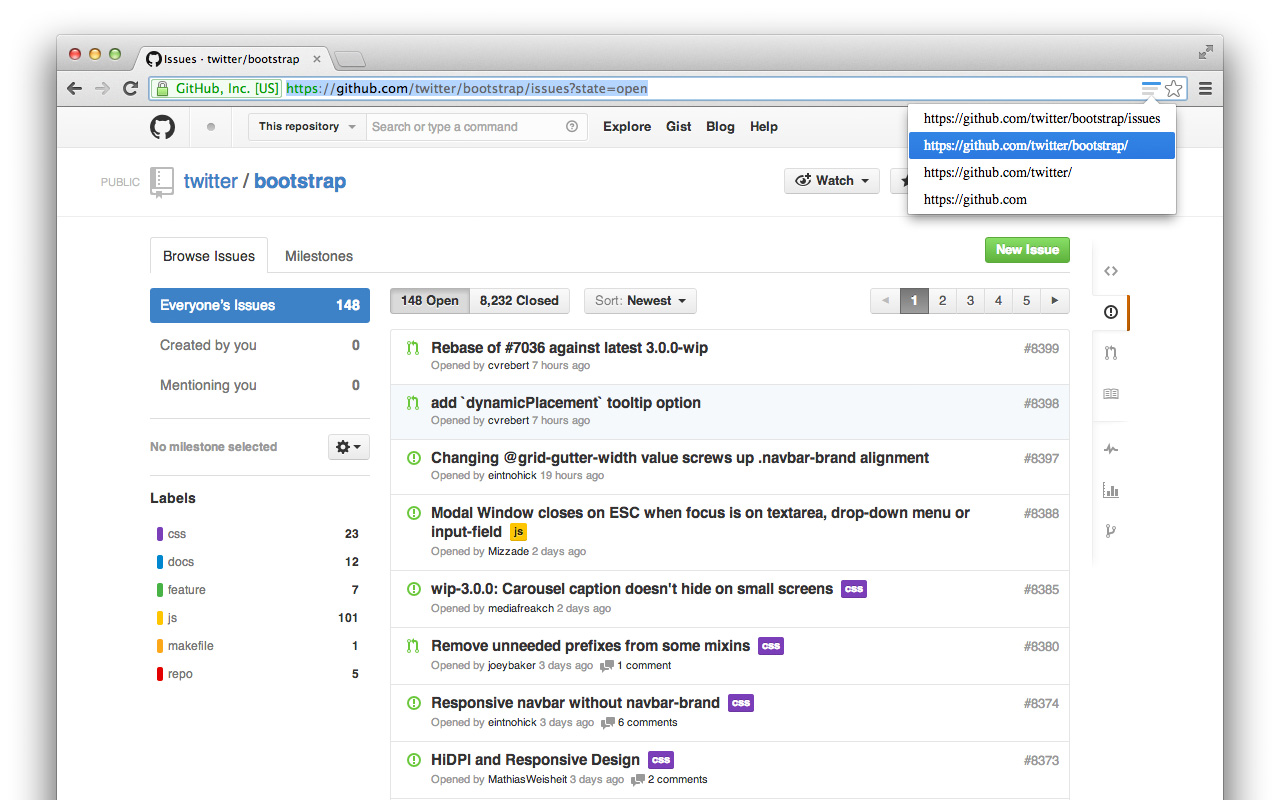 Issues · twitter/bootstrap
GitHub, Inc. [US] https://github.com/twitter/bootstrap/issues?state=open
https://github.com/twitter/bootstrap/issues
https://github.com/twitter/bootstrap/
https://github.com/twitter/
https://github.com
This repository Search or type a command Explore Gist Blog Help
PUBLIC twitter / bootstrap Watch
Browse Issues Milestones New Issue
Everyone's Issues 148
Created by you 0
Mentioning you 0
No milestone selected
Labels
css 23
docs 12
feature 7
js 101
makefile 1
repo 5
148 Open 8,232 Closed Sort: Newest 1 2 3 4 5
Rebase of #7036 against latest 3.0.0-wip #8399
Opened by cvrebert 7 hours ago
add `dynamicPlacement` tooltip option #8398
Opened by cvrebert 7 hours ago
Changing @grid-gutter-width value screws up .navbar-brand alignment #8397
Opened by eintnohick 19 hours ago
Modal Window closes on ESC when focus is on textarea, drop-down menu or #8388
input-field js
Opened by Mizzade 2 days ago
wip-3.0.0: Carousel caption doesn't hide on small screens css #8385
Opened by mediafreakch 2 days ago
Remove unneeded prefixes from some mixins css #8380
Opened by joeybaker 3 days ago 1 comment
Responsive navbar without navbar-brand css #8374
Opened by eintnohick 3 days ago 6 comments
HiDPI and Responsive Design css #8373
Opened by MathiasWeisheit 3 days ago 2 comments